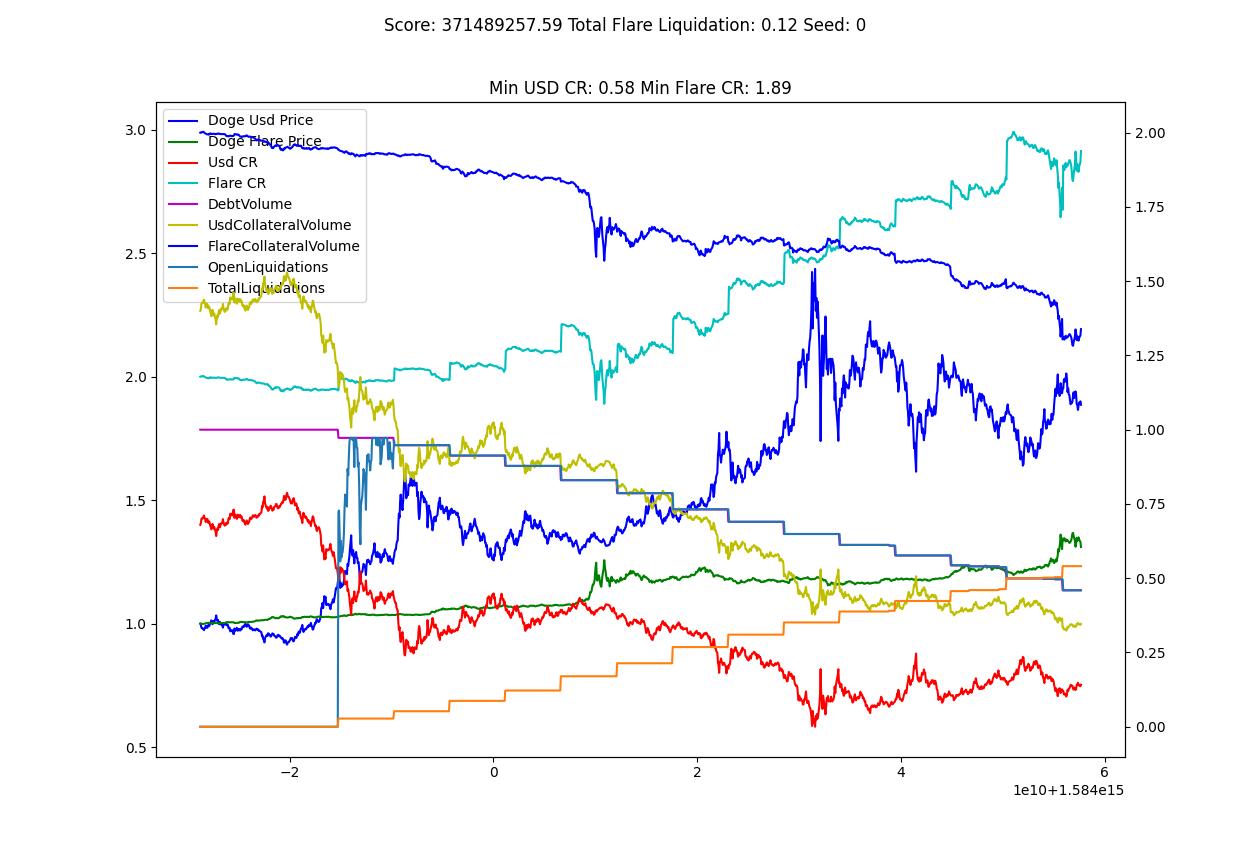 Score: 371489257.59 Total Flare Liquidation: 0.12 Seed: 0
Min USD CR: 0.58 Min Flare CR: 1.89
Doge Usd Price
Doge Flare Price
Usd CR
Flare CR
DebtVolume
UsdCollateralVolume
FlareCollateralVolume
OpenLiquidations
TotalLiquidations
3.0
2.5
2.0
1.5
1.0
0.5
2.00
1.75
1.50
1.25
1.00
0.75
0.50
0.25
0.00
−2
0
2
4
6
1e10+1.584e15